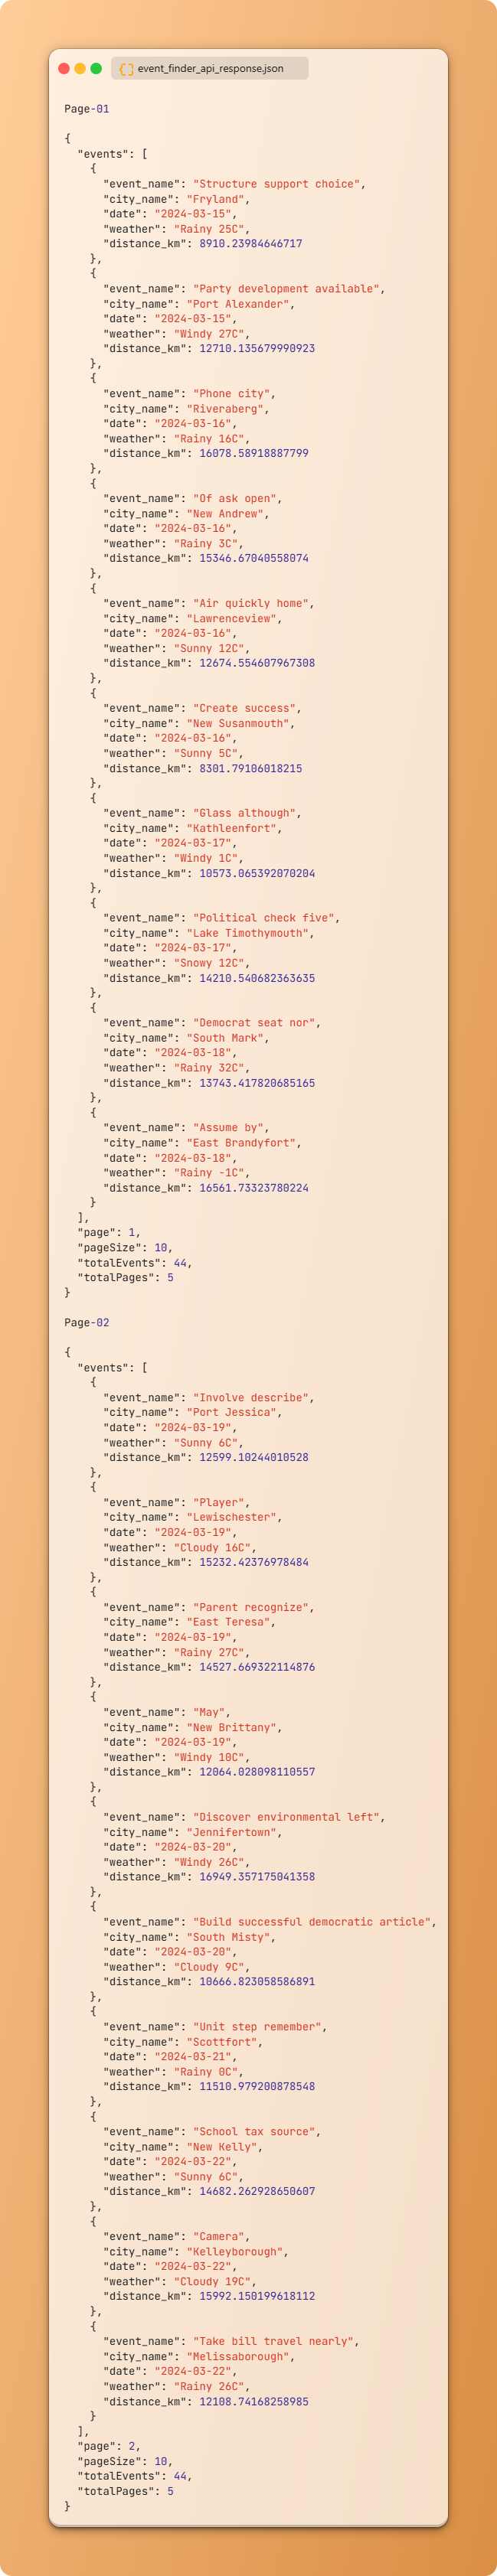 event_finder_api_response.json
Page-01
{
  "events": [
    {
      "event_name": "Structure support choice",
      "city_name": "Fryland",
      "date": "2024-03-15",
      "weather": "Rainy 25C",
      "distance_km": 8910.23984646717
    },
    {
      "event_name": "Party development available",
      "city_name": "Port Alexander",
      "date": "2024-03-15",
      "weather": "Windy 27C",
      "distance_km": 12710.135679990923
    },
    {
      "event_name": "Phone city",
      "city_name": "Riveraberg",
      "date": "2024-03-16",
      "weather": "Rainy 16C",
      "distance_km": 16078.58918887799
    },
    {
      "event_name": "Of ask open",
      "city_name": "New Andrew",
      "date": "2024-03-16",
      "weather": "Rainy 3C",
      "distance_km": 15346.67040558074
    },
    {
      "event_name": "Air quickly home",
      "city_name": "Lawrenceview",
      "date": "2024-03-16",
      "weather": "Sunny 12C",
      "distance_km": 12674.554607967308
    },
    {
      "event_name": "Create success",
      "city_name": "New Susanmouth",
      "date": "2024-03-16",
      "weather": "Sunny 5C",
      "distance_km": 8301.79106018215
    },
    {
      "event_name": "Glass although",
      "city_name": "Kathleenfort",
      "date": "2024-03-17",
      "weather": "Windy 1C",
      "distance_km": 10573.065392070204
    },
    {
      "event_name": "Political check five",
      "city_name": "Lake Timothymouth",
      "date": "2024-03-17",
      "weather": "Snowy 12C",
      "distance_km": 14210.540682363635
    },
    {
      "event_name": "Democrat seat nor",
      "city_name": "South Mark",
      "date": "2024-03-18",
      "weather": "Rainy 32C",
      "distance_km": 13743.417820685165
    },
    {
      "event_name": "Assume by",
      "city_name": "East Brandyfort",
      "date": "2024-03-18",
      "weather": "Rainy -1C",
      "distance_km": 16561.73323780224
    }
  ],
  "page": 1,
  "pageSize": 10,
  "totalEvents": 44,
  "totalPages": 5
}
Page-02
{
  "events": [
    {
      "event_name": "Involve describe",
      "city_name": "Port Jessica",
      "date": "2024-03-19",
      "weather": "Sunny 6C",
      "distance_km": 12599.10244010528
    },
    {
      "event_name": "Player",
      "city_name": "Lewischester",
      "date": "2024-03-19",
      "weather": "Cloudy 16C",
      "distance_km": 15232.42376978484
    },
    {
      "event_name": "Parent recognize",
      "city_name": "East Teresa",
      "date": "2024-03-19",
      "weather": "Rainy 27C",
      "distance_km": 14527.669322114876
    },
    {
      "event_name": "May",
      "city_name": "New Brittany",
      "date": "2024-03-19",
      "weather": "Windy 10C",
      "distance_km": 12064.028098110557
    },
    {
      "event_name": "Discover environmental left",
      "city_name": "Jennifertown",
      "date": "2024-03-20",
      "weather": "Windy 26C",
      "distance_km": 16949.357175041358
    },
    {
      "event_name": "Build successful democratic article",
      "city_name": "South Misty",
      "date": "2024-03-20",
      "weather": "Cloudy 9C",
      "distance_km": 10666.823058586891
    },
    {
      "event_name": "Unit step remember",
      "city_name": "Scottfort",
      "date": "2024-03-21",
      "weather": "Rainy 0C",
      "distance_km": 11510.979200878548
    },
    {
      "event_name": "School tax source",
      "city_name": "New Kelly",
      "date": "2024-03-22",
      "weather": "Sunny 6C",
      "distance_km": 14682.262928650607
    },
    {
      "event_name": "Camera",
      "city_name": "Kelleyborough",
      "date": "2024-03-22",
      "weather": "Cloudy 19C",
      "distance_km": 15992.150199618112
    },
    {
      "event_name": "Take bill travel nearly",
      "city_name": "Melissaborough",
      "date": "2024-03-22",
      "weather": "Rainy 26C",
      "distance_km": 12108.74168258985
    }
  ],
  "page": 2,
  "pageSize": 10,
  "totalEvents": 44,
  "totalPages": 5
}